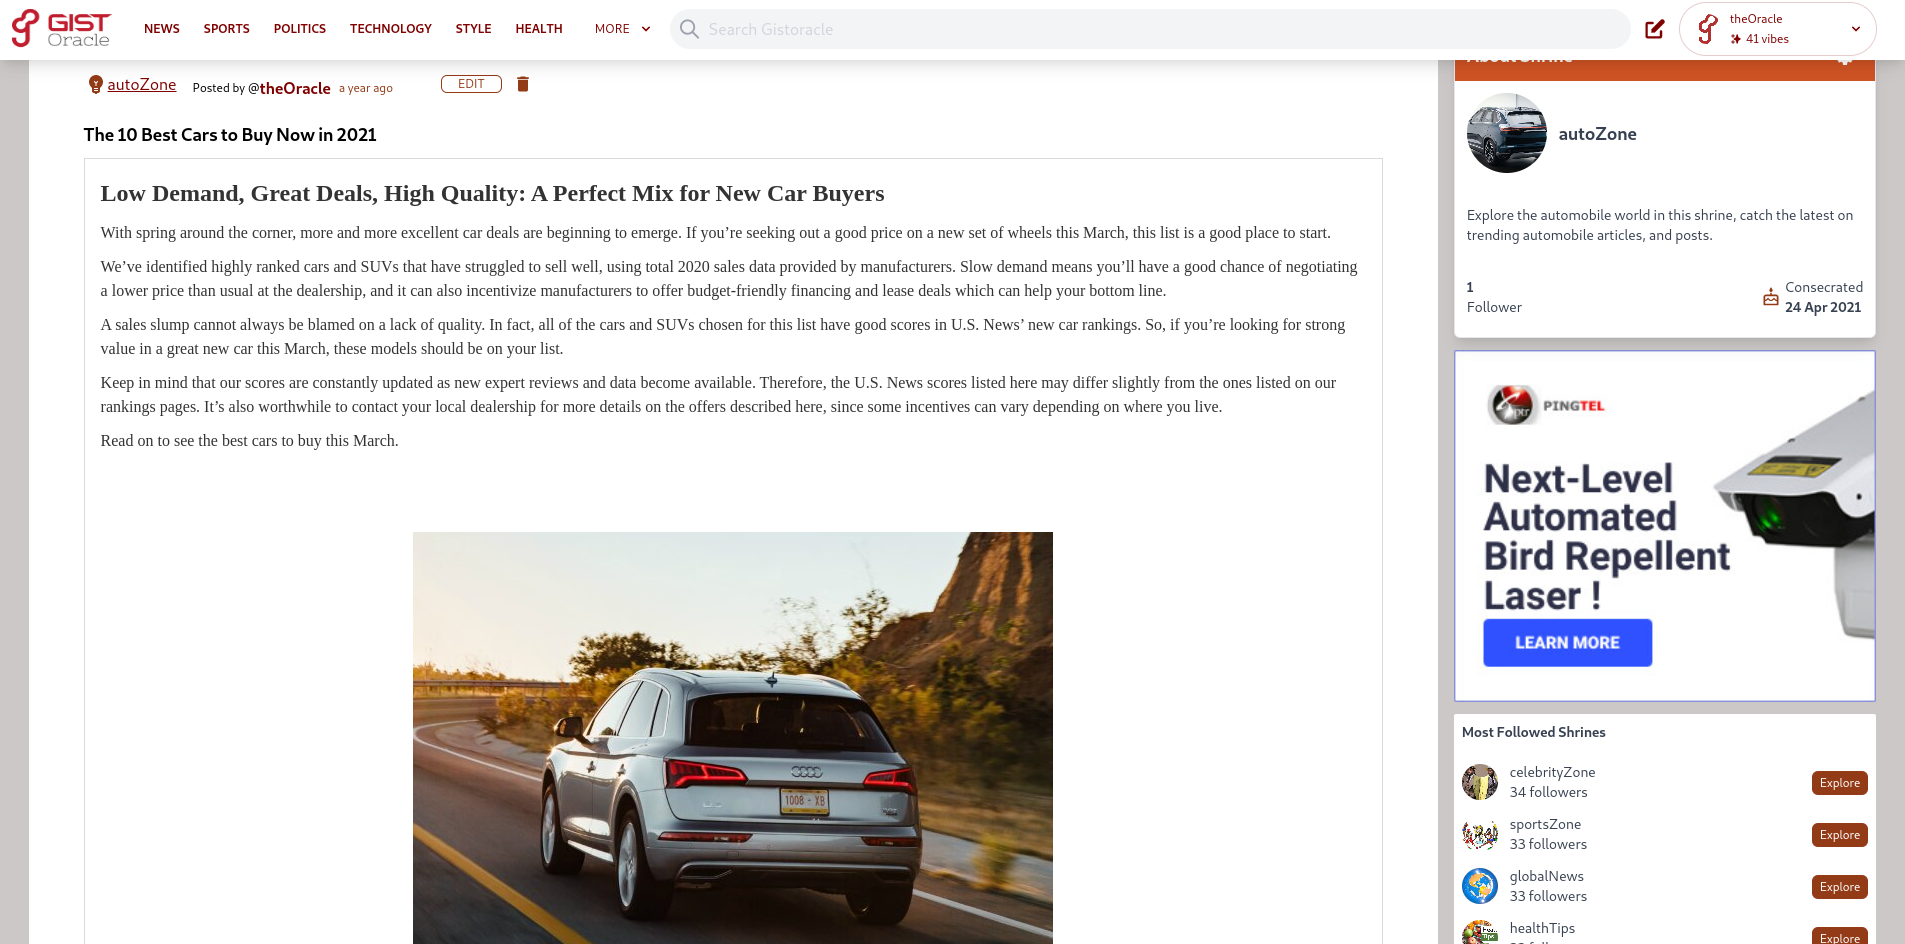 GIST
Oracle
NEWS SPORTS POLITICS TECHNOLOGY STYLE HEALTH MORE
Search Gistoracle
theOracle
41 vibes
autoZone Posted by @theOracle a year ago EDIT
The 10 Best Cars to Buy Now in 2021
Low Demand, Great Deals, High Quality: A Perfect Mix for New Car Buyers
With spring around the corner, more and more excellent car deals are beginning to emerge. If you’re seeking out a good price on a new set of wheels this March, this list is a good place to start.
We’ve identified highly ranked cars and SUVs that have struggled to sell well, using total 2020 sales data provided by manufacturers. Slow demand means you’ll have a good chance of negotiating
a lower price than usual at the dealership, and it can also incentivize manufacturers to offer budget-friendly financing and lease deals which can help your bottom line.
A sales slump cannot always be blamed on a lack of quality. In fact, all of the cars and SUVs chosen for this list have good scores in U.S. News’ new car rankings. So, if you’re looking for strong
value in a great new car this March, these models should be on your list.
Keep in mind that our scores are constantly updated as new expert reviews and data become available. Therefore, the U.S. News scores listed here may differ slightly from the ones listed on our
rankings pages. It’s also worthwhile to contact your local dealership for more details on the offers described here, since some incentives can vary depending on where you live.
Read on to see the best cars to buy this March.
1008 - XB
About Shrine
autoZone
Explore the automobile world in this shrine, catch the latest on
trending automobile articles, and posts.
1
Follower
Consecrated
24 Apr 2021
ptr PINGTEL
Next-Level
Automated
Bird Repellent
Laser !
LEARN MORE
Most Followed Shrines
celebrityZone
34 followers
Explore
sportsZone
33 followers
Explore
globalNews
33 followers
Explore
healthTips
Explore